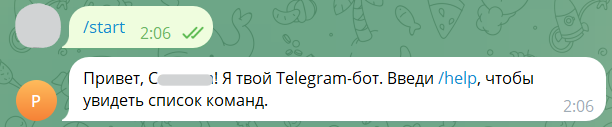 /start
2:06
Привет, ! Я твой Telegram-бот. Введи /help, чтобы
увидеть список команд.
2:06
P